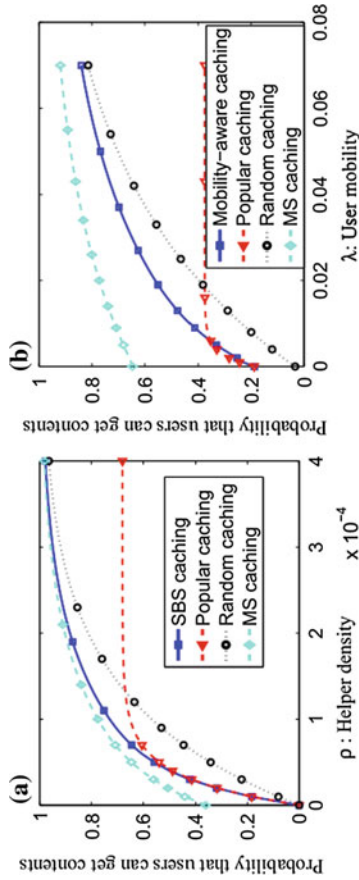 (a)
Probability that users can get contents
1
0.8
0.6
0.4
0.2
0
SBS caching
Popular caching
Random caching
MS caching
0
1
2
3
4
x 10⁻⁴
ρ : Helper density
(b)
Probability that users can get contents
1
0.8
0.6
0.4
0.2
0
Mobility-aware caching
Popular caching
Random caching
MS caching
0
0.02
0.04
0.06
0.08
λ: User mobility